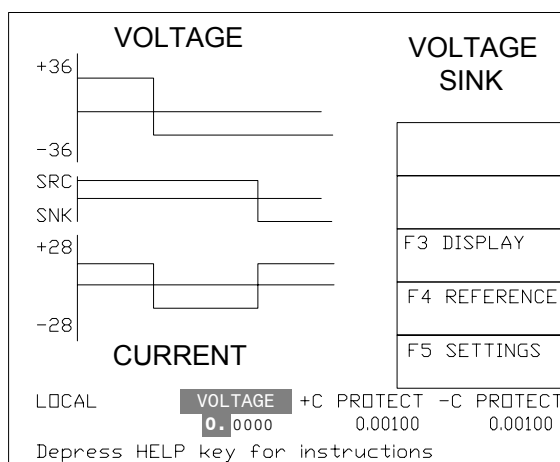 VOLTAGE
+36
-36
SRC
SNK
+28
-28
CURRENT
VOLTAGE
SINK
F3 DISPLAY
F4 REFERENCE
F5 SETTINGS
LOCAL VOLTAGE +C PROTECT -C PROTECT
0.0000 0.00100 0.00100
Depress HELP key for instructions